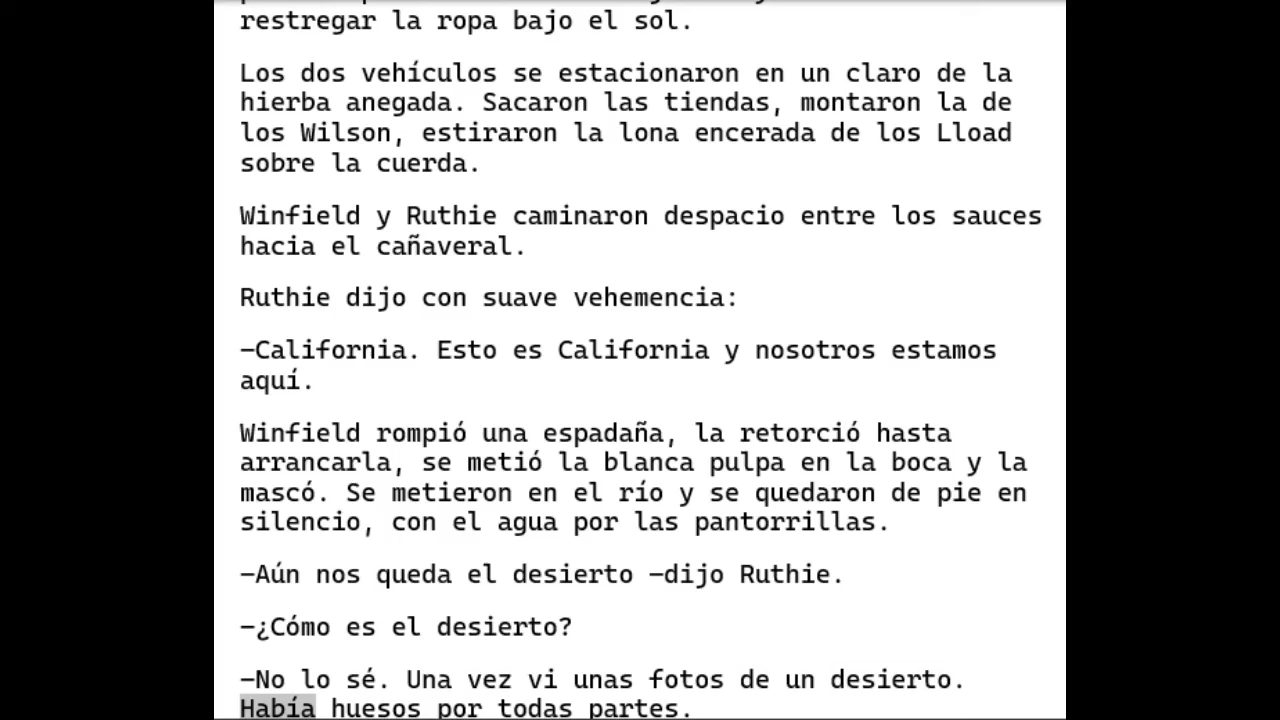 restregar la ropa bajo el sol.
Los dos vehículos se estacionaron en un claro de la
hierba anegada. Sacaron las tiendas, montaron la de
los Wilson, estiraron la lona encerada de los Lload
sobre la cuerda.
Winfield y Ruthie caminaron despacio entre los sauces
hacia el cañaveral.
Ruthie dijo con suave vehemencia:
—California. Esto es California y nosotros estamos
aquí.
Winfield rompió una espadaña, la retorció hasta
arrancarla, se metió la blanca pulpa en la boca y la
mascó. Se metieron en el río y se quedaron de pie en
silencio, con el agua por las pantorrillas.
—Aún nos queda el desierto —dijo Ruthie.
—¿Cómo es el desierto?
—No lo sé. Una vez vi unas fotos de un desierto.
Había huesos por todas partes.